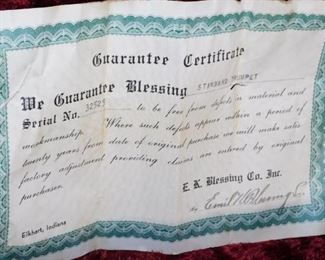 Guarantee Certificate
We Guarantee Blessing STANDARD TRUMPET
Serial No. 32523 to be free from defects in material and
workmanship. Where such defects appear within a period of
twenty years from date of original purchase we will make satis-
factory adjustment providing claims are entered by original
purchaser.
E. K. Blessing Co. Inc.
Elkhart, Indiana